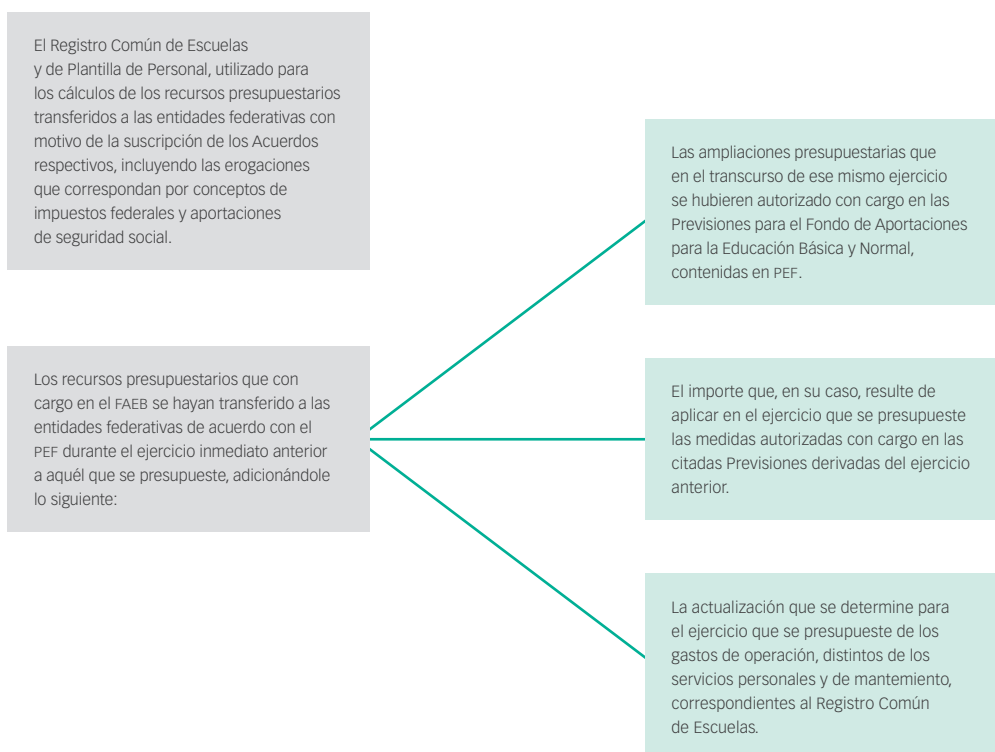 El Registro Común de Escuelas
y de Plantilla de Personal, utilizado para
los cálculos de los recursos presupuestarios
transferidos a las entidades federativas con
motivo de la suscripción de los Acuerdos
respectivos, incluyendo las erogaciones
que correspondan por conceptos de
impuestos federales y aportaciones
de seguridad social.
Los recursos presupuestarios que con
cargo en el FAEB se hayan transferido a las
entidades federativas de acuerdo con el
PEF durante el ejercicio inmediato anterior
a aquél que se presupueste, adicionándole
lo siguiente:
Las ampliaciones presupuestarias que
en el transcurso de ese mismo ejercicio
se hubieren autorizado con cargo en las
Previsiones para el Fondo de Aportaciones
para la Educación Básica y Normal,
contenidas en PEF.
El importe que, en su caso, resulte de
aplicar en el ejercicio que se presupueste
las medidas autorizadas con cargo en las
citadas Previsiones derivadas del ejercicio
anterior.
La actualización que se determine para
el ejercicio que se presupueste de los
gastos de operación, distintos de los
servicios personales y de mantemiento,
correspondientes al Registro Común
de Escuelas.